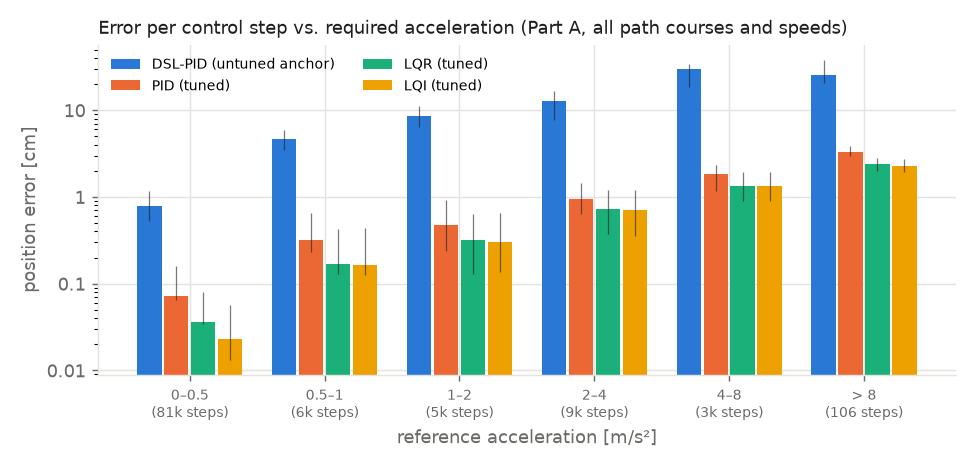 Error per control step vs. required acceleration (Part A, all path courses and speeds)
DSL-PID (untuned anchor)
PID (tuned)
LQR (tuned)
LQI (tuned)
position error [cm]
10
1
0.1
0.01
0–0.5
(81k steps)
0.5–1
(6k steps)
1–2
(5k steps)
2–4
(9k steps)
4–8
(3k steps)
> 8
(106 steps)
reference acceleration [m/s²]